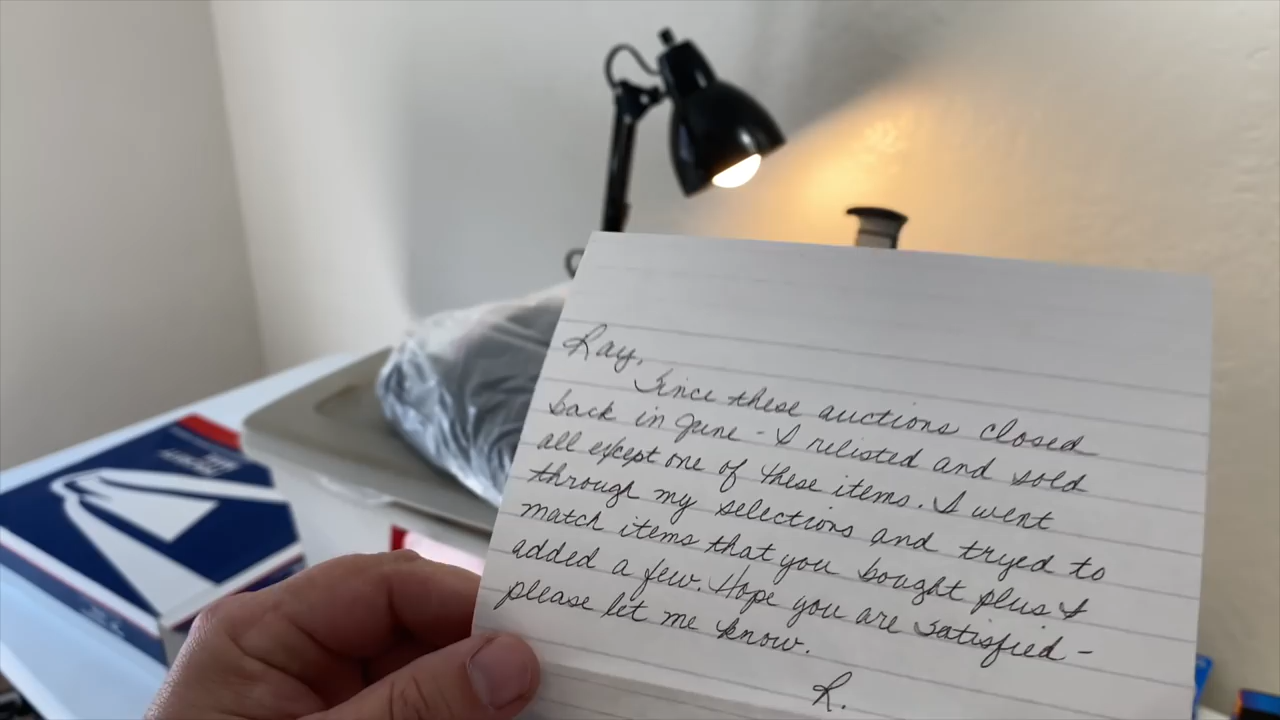 Ray,
Since these auctions closed
back in June - I relisted and sold
all except one of these items. I went
through my selections and tryed to
match items that you bought plus I
added a few. Hope you are satisfied -
please let me know.
R.